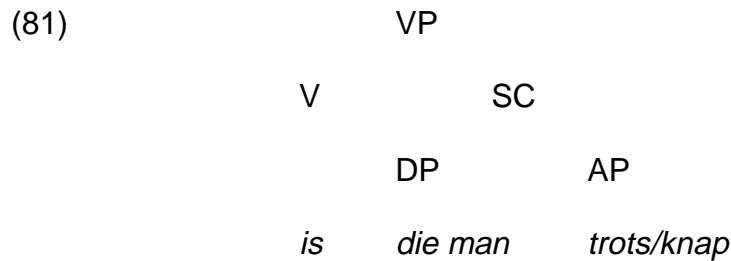 (81) VP
V SC
DP AP
is die man trots/knap